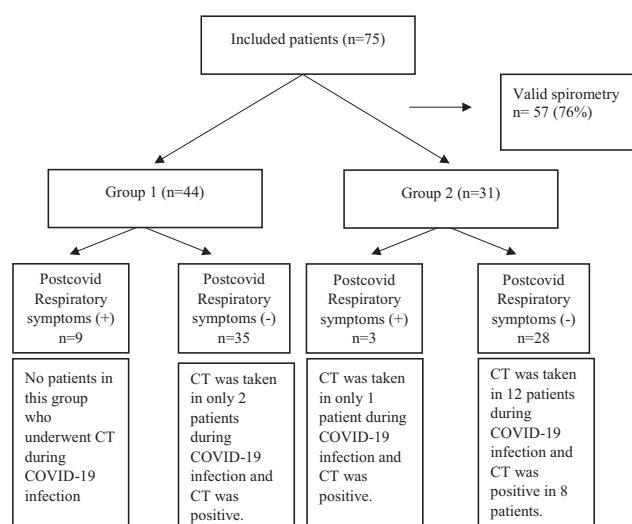 Included patients (n=75)
Valid spirometry
n= 57 (76%)
Group 1 (n=44)
Group 2 (n=31)
Postcovid
Respiratory
symptoms (+)
n=9
Postcovid
Respiratory
symptoms (-)
n=35
Postcovid
Respiratory
symptoms (+)
n=3
Postcovid
Respiratory
symptoms (-)
n=28
No patients in
this group
who
underwent CT
during
COVID-19
infection
CT was taken
in only 2
patients
during
COVID-19
infection and
CT was
positive.
CT was taken
in only 1
patient during
COVID-19
infection and
CT was
positive.
CT was taken
in 12 patients
during
COVID-19
infection and
CT was
positive in 8
patients.